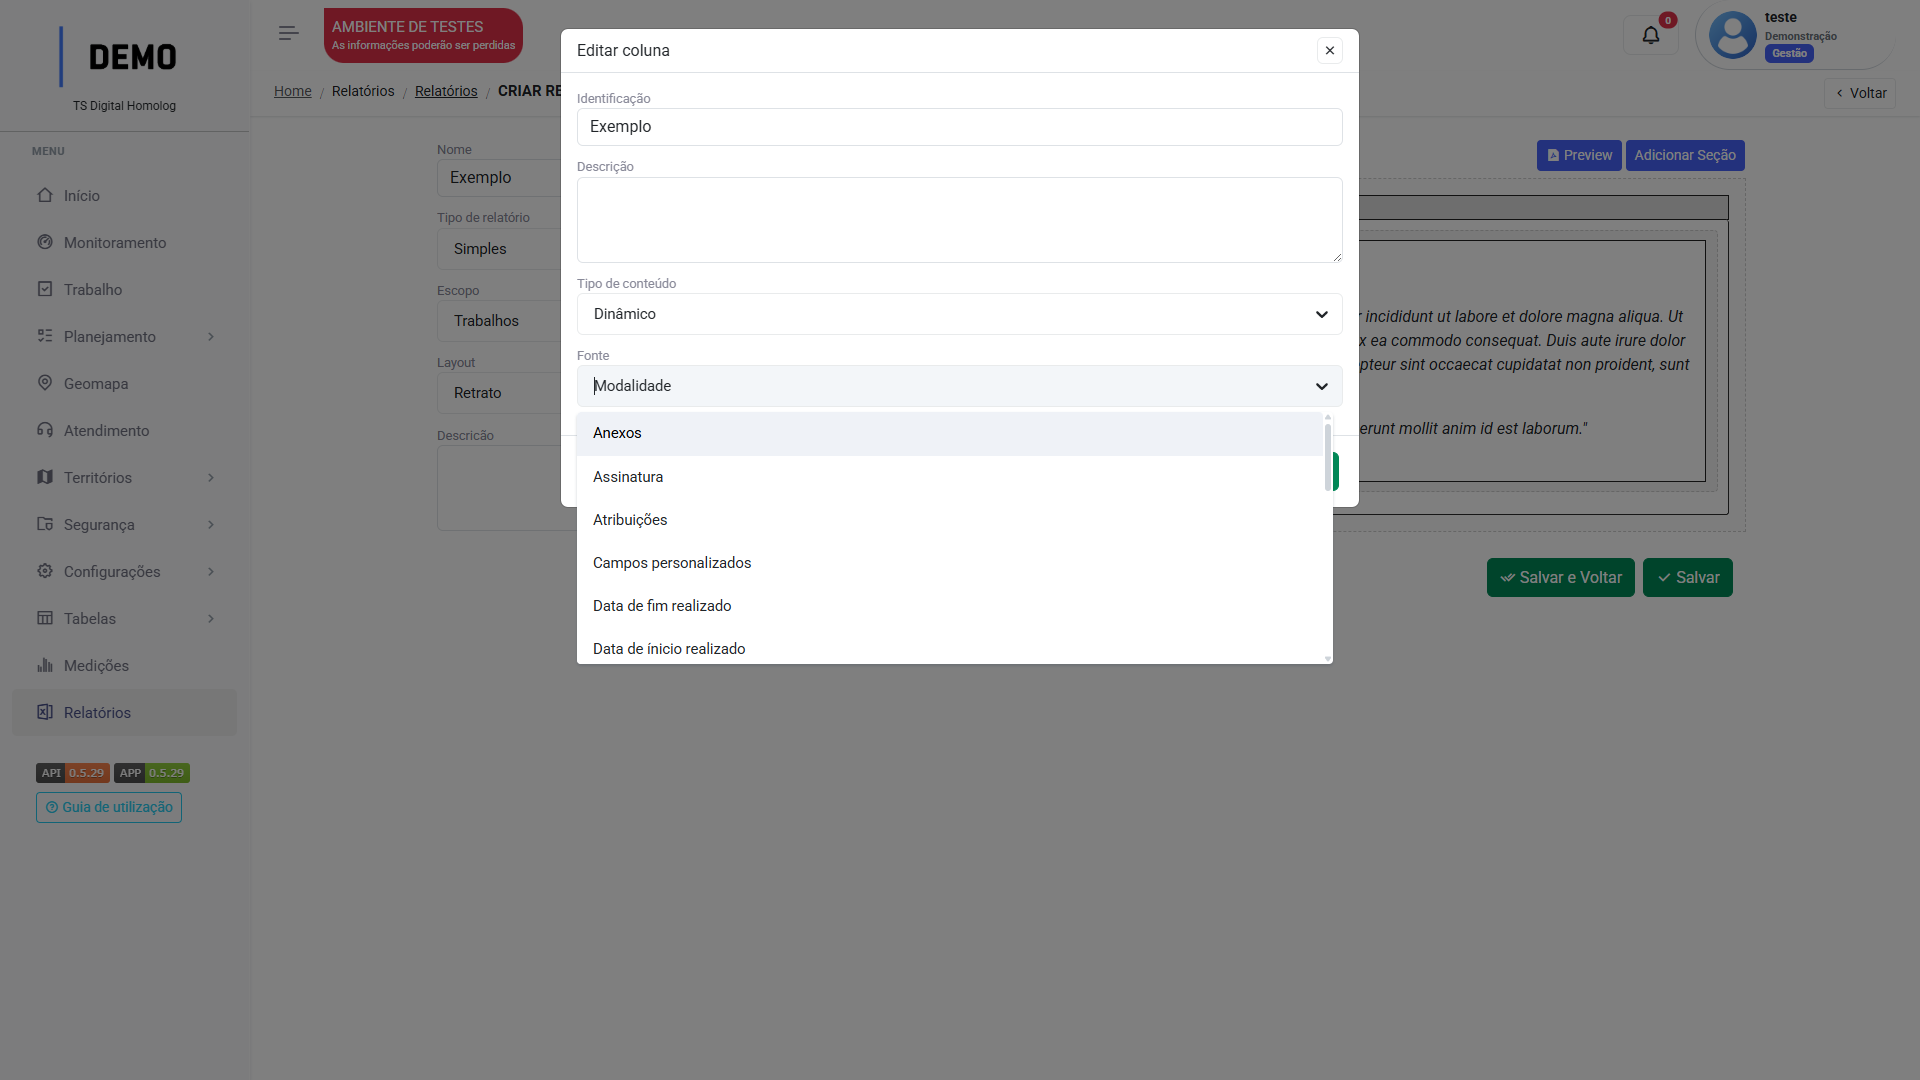 DEMO
TS Digital Homolog
MENU
Início
Monitoramento
Trabalho
Planejamento
Geomapa
Atendimento
Territórios
Segurança
Configurações
Tabelas
Medições
Relatórios
API 0.5.29 APP 0.5.29
Guia de utilização
AMBIENTE DE TESTES
As informações poderão ser perdidas
0
teste
Demonstração
Gestão
Home / Relatórios / Relatórios / CRIAR RE
Voltar
Nome
Exemplo
Tipo de relatório
Simples
Escopo
Trabalhos
Layout
Retrato
Descrição
Editar coluna
Identificação
Exemplo
Descrição
Tipo de conteúdo
Dinâmico
Fonte
Modalidade
Anexos
Assinatura
Atribuições
Campos personalizados
Data de fim realizado
Data de ínicio realizado
Preview
Adicionar Seção
r incididunt ut labore et dolore magna aliqua. Ut
x ea commodo consequat. Duis aute irure dolor
pteur sint occaecat cupidatat non proident, sunt
erunt mollit anim id est laborum."
Salvar e Voltar
Salvar